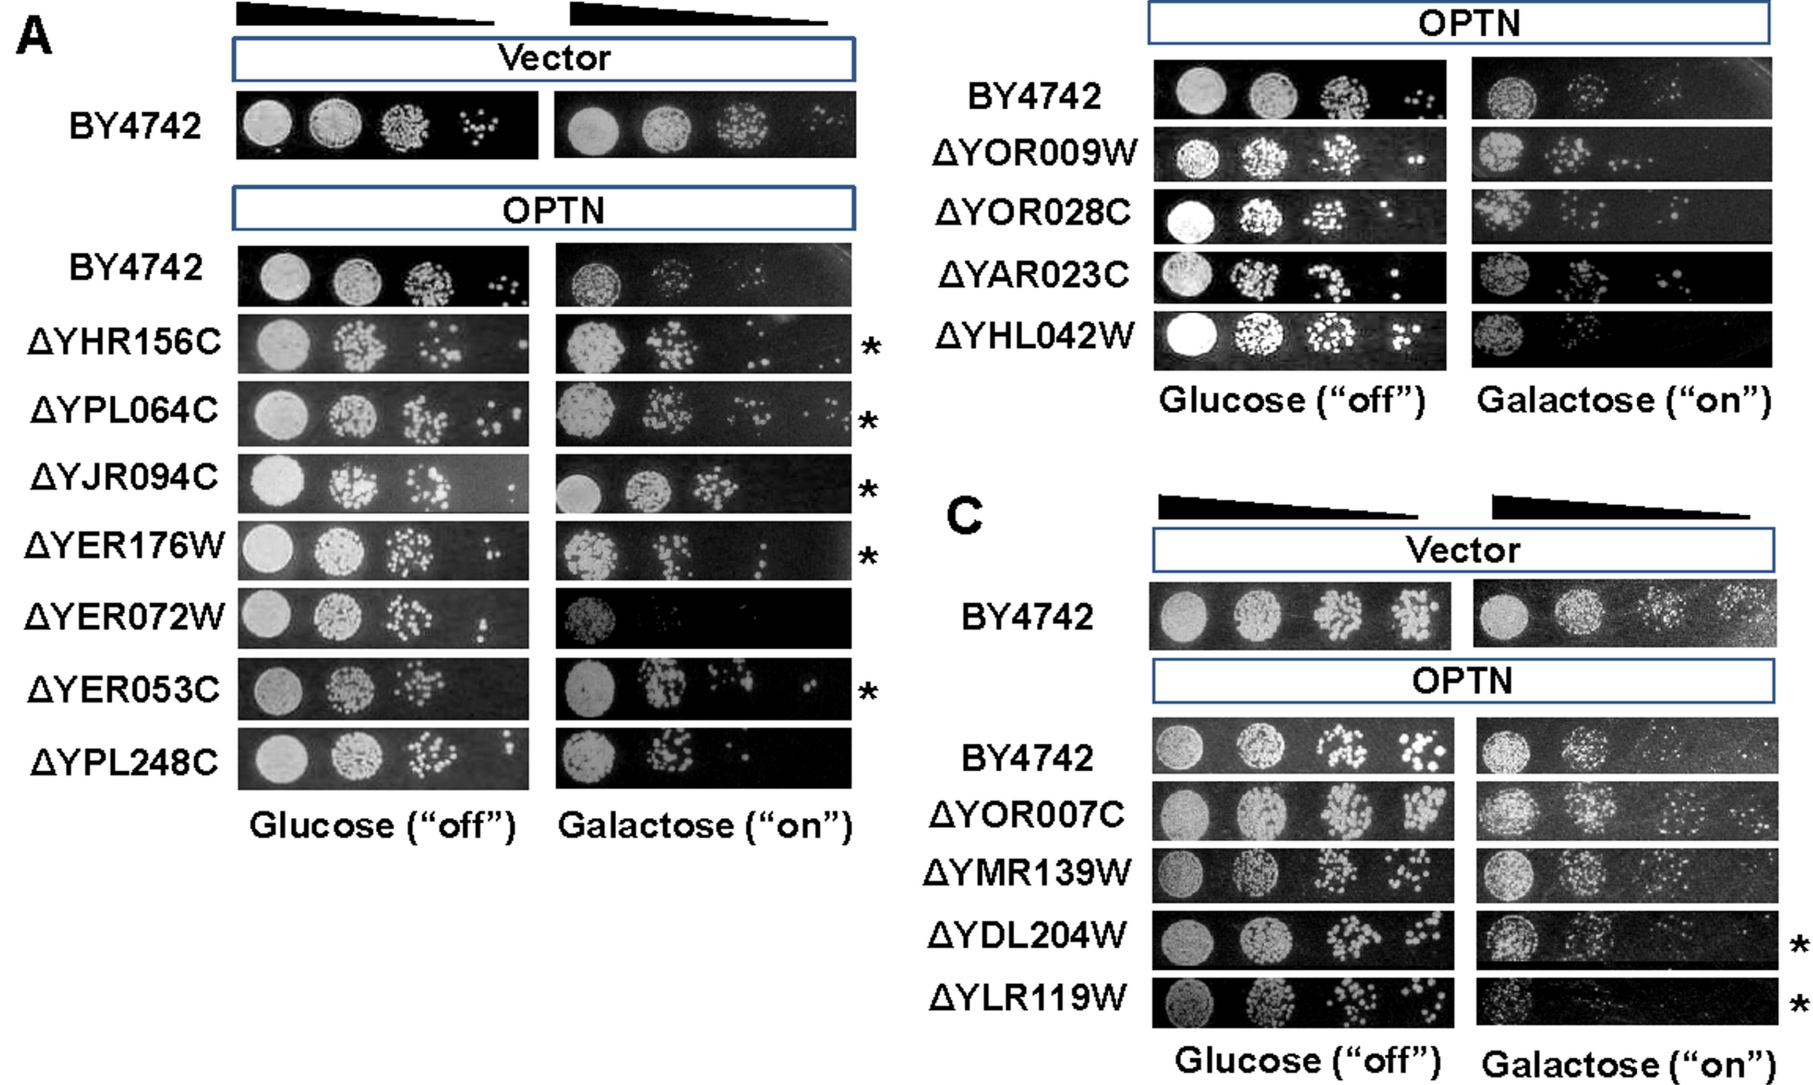 A
Vector
BY4742
OPTN
BY4742
ΔYHR156C *
ΔYPL064C *
ΔYJR094C *
ΔYER176W *
ΔYER072W
ΔYER053C *
ΔYPL248C
Glucose (“off”) Galactose (“on”)
OPTN
BY4742
ΔYOR009W
ΔYOR028C
ΔYAR023C
ΔYHL042W
Glucose (“off”) Galactose (“on”)
C
Vector
BY4742
OPTN
BY4742
ΔYOR007C
ΔYMR139W
ΔYDL204W *
ΔYLR119W *
Glucose (“off”) Galactose (“on”)